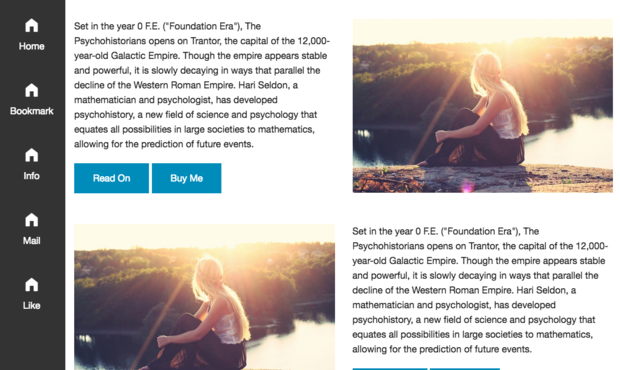 Home
Bookmark
Info
Mail
Like
Set in the year 0 F.E. ("Foundation Era"), The
Psychohistorians opens on Trantor, the capital of the 12,000-
year-old Galactic Empire. Though the empire appears stable
and powerful, it is slowly decaying in ways that parallel the
decline of the Western Roman Empire. Hari Seldon, a
mathematician and psychologist, has developed
psychohistory, a new field of science and psychology that
equates all possibilities in large societies to mathematics,
allowing for the prediction of future events.
Read On
Buy Me
Set in the year 0 F.E. ("Foundation Era"), The
Psychohistorians opens on Trantor, the capital of the 12,000-
year-old Galactic Empire. Though the empire appears stable
and powerful, it is slowly decaying in ways that parallel the
decline of the Western Roman Empire. Hari Seldon, a
mathematician and psychologist, has developed
psychohistory, a new field of science and psychology that
equates all possibilities in large societies to mathematics,
allowing for the prediction of future events.